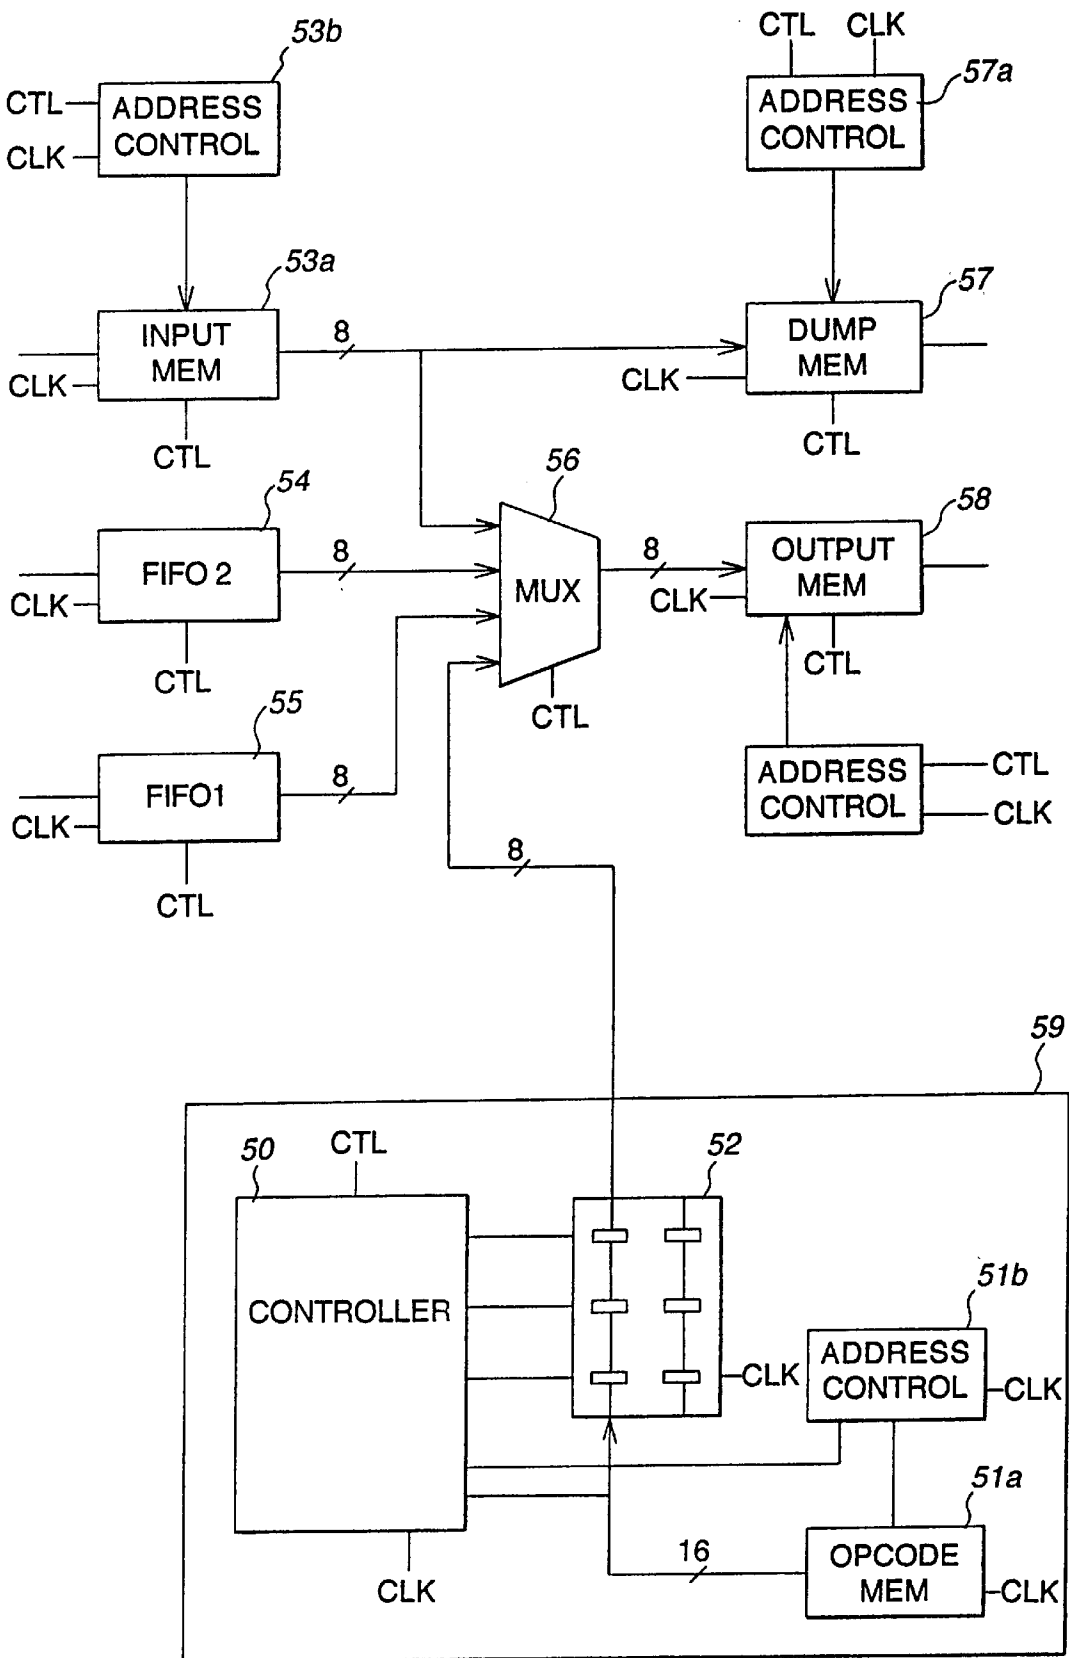 53b
CTL CLK
57a
CTL
ADDRESS
CONTROL
CLK
ADDRESS
CONTROL
53a
57
INPUT
MEM
8
CLK
CTL
DUMP
MEM
CLK
CTL
54
56
58
FIFO 2
8
CLK
CTL
MUX
8
CTL
OUTPUT
MEM
CLK
CTL
55
FIFO1
8
CLK
CTL
ADDRESS
CONTROL
CTL
CLK
8
59
50
CTL
52
CONTROLLER
CLK
CLK
51b
ADDRESS
CONTROL
CLK
51a
16
OPCODE
MEM
CLK